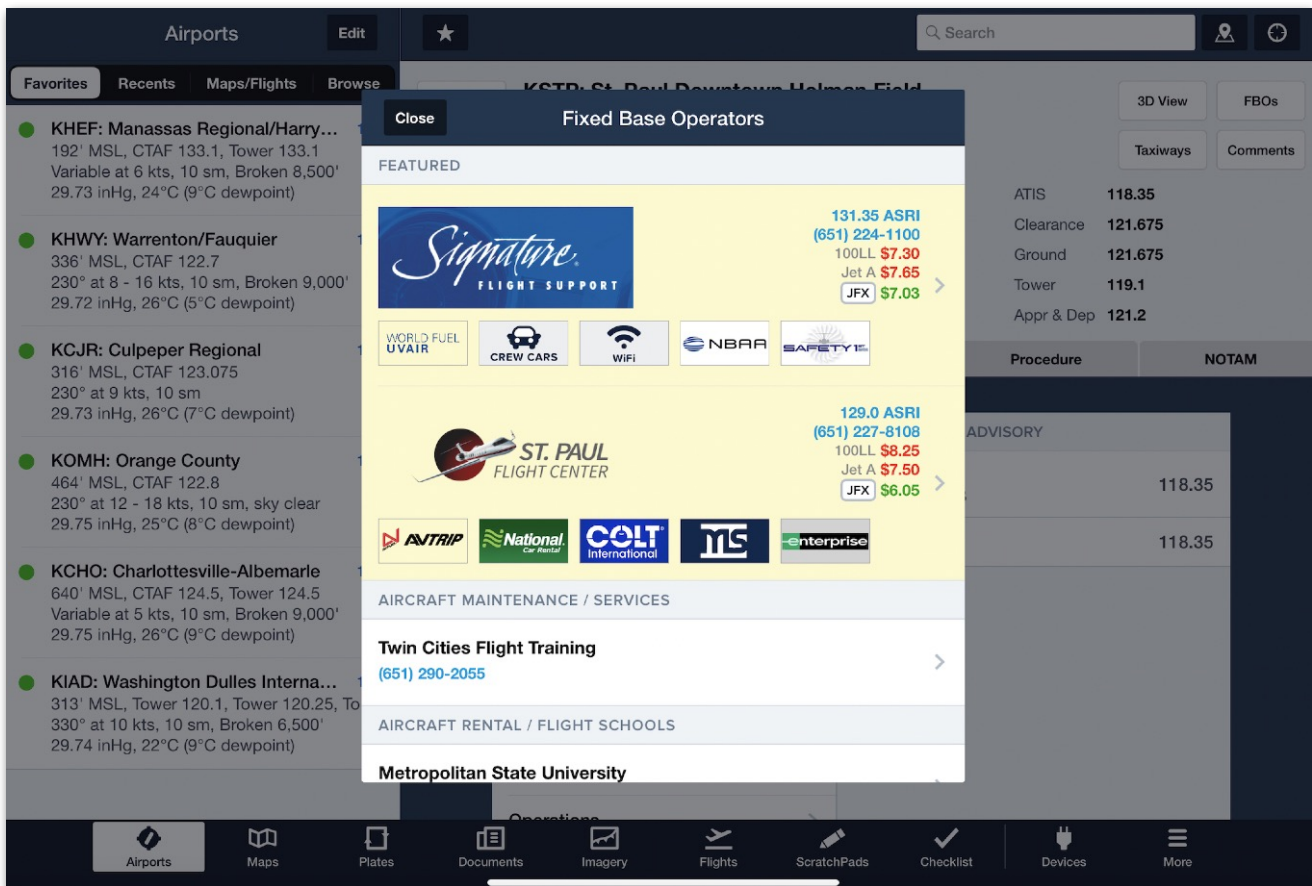 Airports
Edit
Search
Favorites
Recents
Maps/Flights
Browse
KHEF: Manassas Regional/Harry...
192' MSL, CTAF 133.1, Tower 133.1
Variable at 6 kts, 10 sm, Broken 8,500'
29.73 inHg, 24°C (9°C dewpoint)
KHWY: Warrenton/Fauquier
336' MSL, CTAF 122.7
230° at 8 - 16 kts, 10 sm, Broken 9,000'
29.72 inHg, 26°C (5°C dewpoint)
KCJR: Culpeper Regional
316' MSL, CTAF 123.075
230° at 9 kts, 10 sm
29.73 inHg, 26°C (7°C dewpoint)
KOMH: Orange County
464' MSL, CTAF 122.8
230° at 12 - 18 kts, 10 sm, sky clear
29.75 inHg, 25°C (8°C dewpoint)
KCHO: Charlottesville-Albemarle
640' MSL, CTAF 124.5, Tower 124.5
Variable at 5 kts, 10 sm, Broken 9,000'
29.75 inHg, 26°C (9°C dewpoint)
KIAD: Washington Dulles Interna...
313' MSL, Tower 120.1, Tower 120.25, To
330° at 10 kts, 10 sm, Broken 6,500'
29.74 inHg, 22°C (9°C dewpoint)
KSTP: St. Paul Downtown Holman Field
Close
Fixed Base Operators
FEATURED
Signature
FLIGHT SUPPORT
131.35 ASRI
(651) 224-1100
100LL $7.30
Jet A $7.65
JFX $7.03
WORLD FUEL
UVAIR
CREW CARS
WiFi
NBAA
SAFETY 1st
ST. PAUL
FLIGHT CENTER
129.0 ASRI
(651) 227-8108
100LL $8.25
Jet A $7.50
JFX $6.05
AVTRIP
National.
Car Rental
COLT
International
MS
enterprise
AIRCRAFT MAINTENANCE / SERVICES
Twin Cities Flight Training
(651) 290-2055
AIRCRAFT RENTAL / FLIGHT SCHOOLS
Metropolitan State University
3D View
FBOs
Taxiways
Comments
ATIS 118.35
Clearance 121.675
Ground 121.675
Tower 119.1
Appr & Dep 121.2
Procedure
NOTAM
ADVISORY
118.35
118.35
Operations
Airports
Maps
Plates
Documents
Imagery
Flights
ScratchPads
Checklist
Devices
More